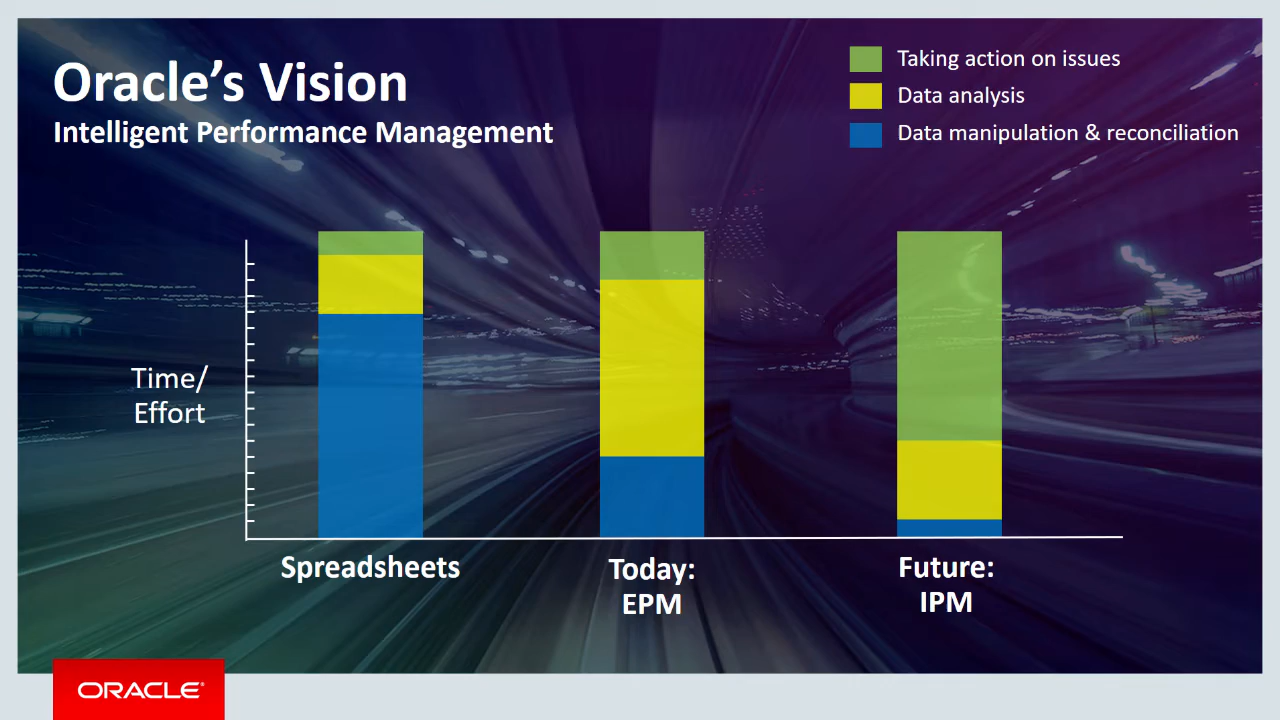 Oracle's Vision
Intelligent Performance Management
Taking action on issues
Data analysis
Data manipulation & reconciliation
Time/
Effort
Spreadsheets
Today:
EPM
Future:
IPM
ORACLE®